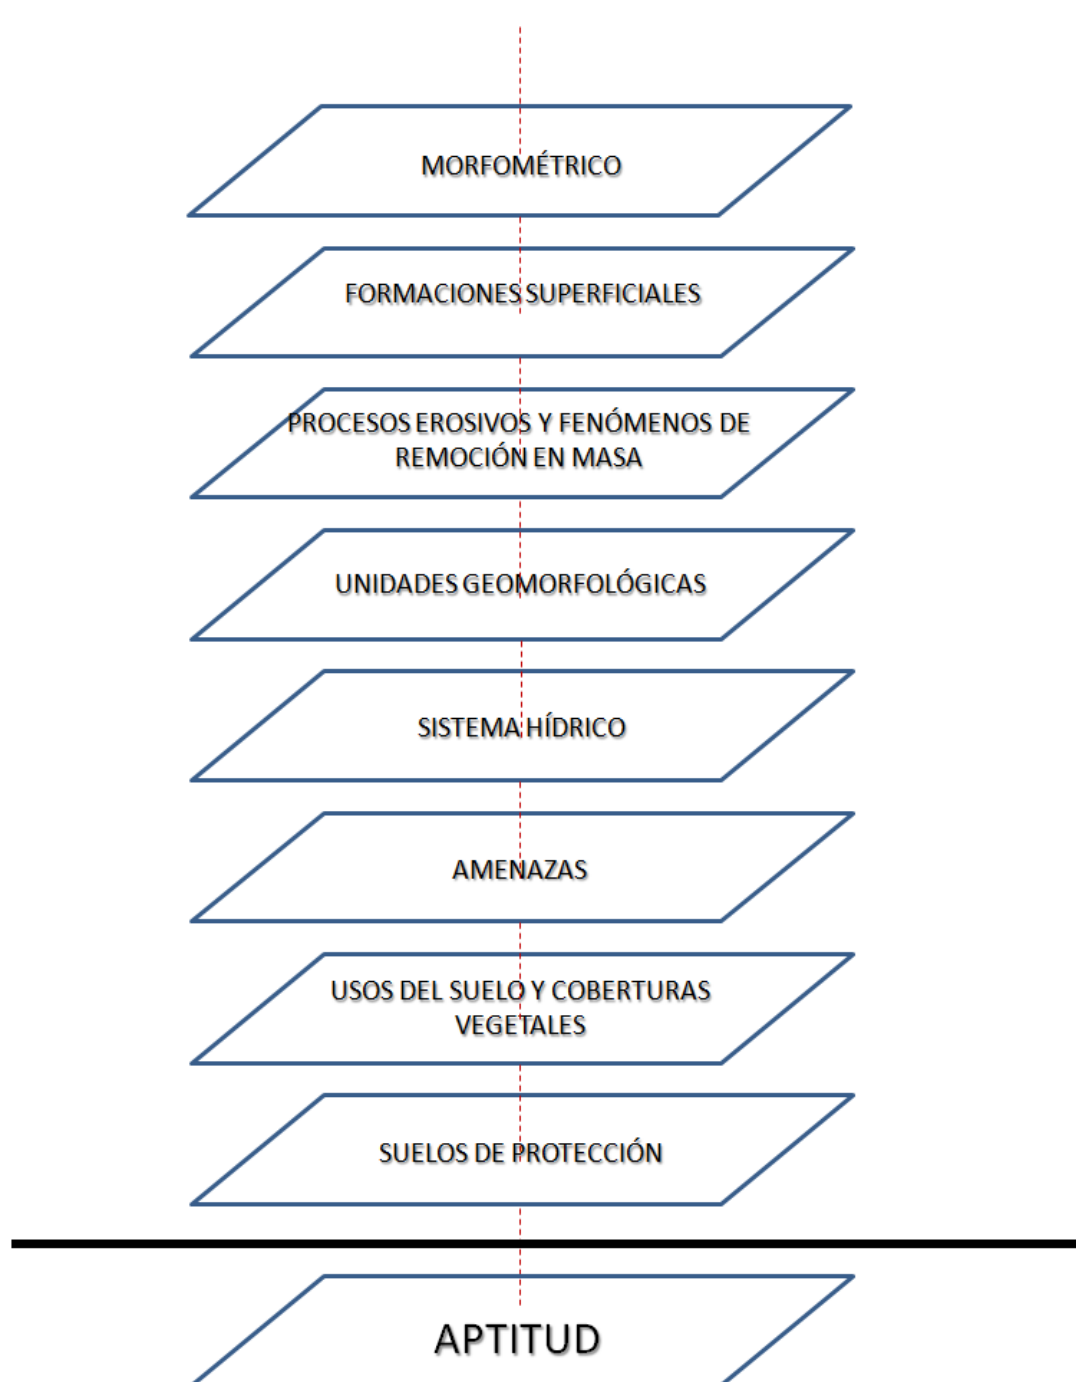 MORFOMÉTRICO
FORMACIONES SUPERFICIALES
PROCESOS EROSIVOS Y FENÓMENOS DE
REMOCIÓN EN MASA
UNIDADES GEOMORFOLÓGICAS
SISTEMA HÍDRICO
AMENAZAS
USOS DEL SUELO Y COBERTURAS
VEGETALES
SUELOS DE PROTECCIÓN
APTITUD